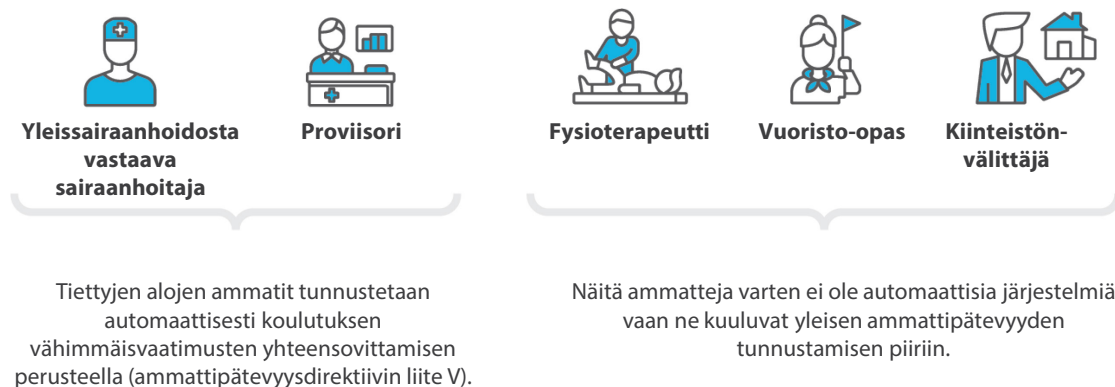 Yleissairaanhoidosta
vastaava
sairaanhoitaja
Proviisori
Fysioterapeutti
Vuoristo-opas
Kiinteistön-
välittäjä
Tiettyjen alojen ammatit tunnustetaan
automaattisesti koulutuksen
vähimmäisvaatimusten yhteensovittamisen
perusteella (ammattipätevyysdirektiivin liite V).
Näitä ammatteja varten ei ole automaattisia järjestelmiä
vaan ne kuuluvat yleisen ammattipätevyyden
tunnustamisen piiriin.